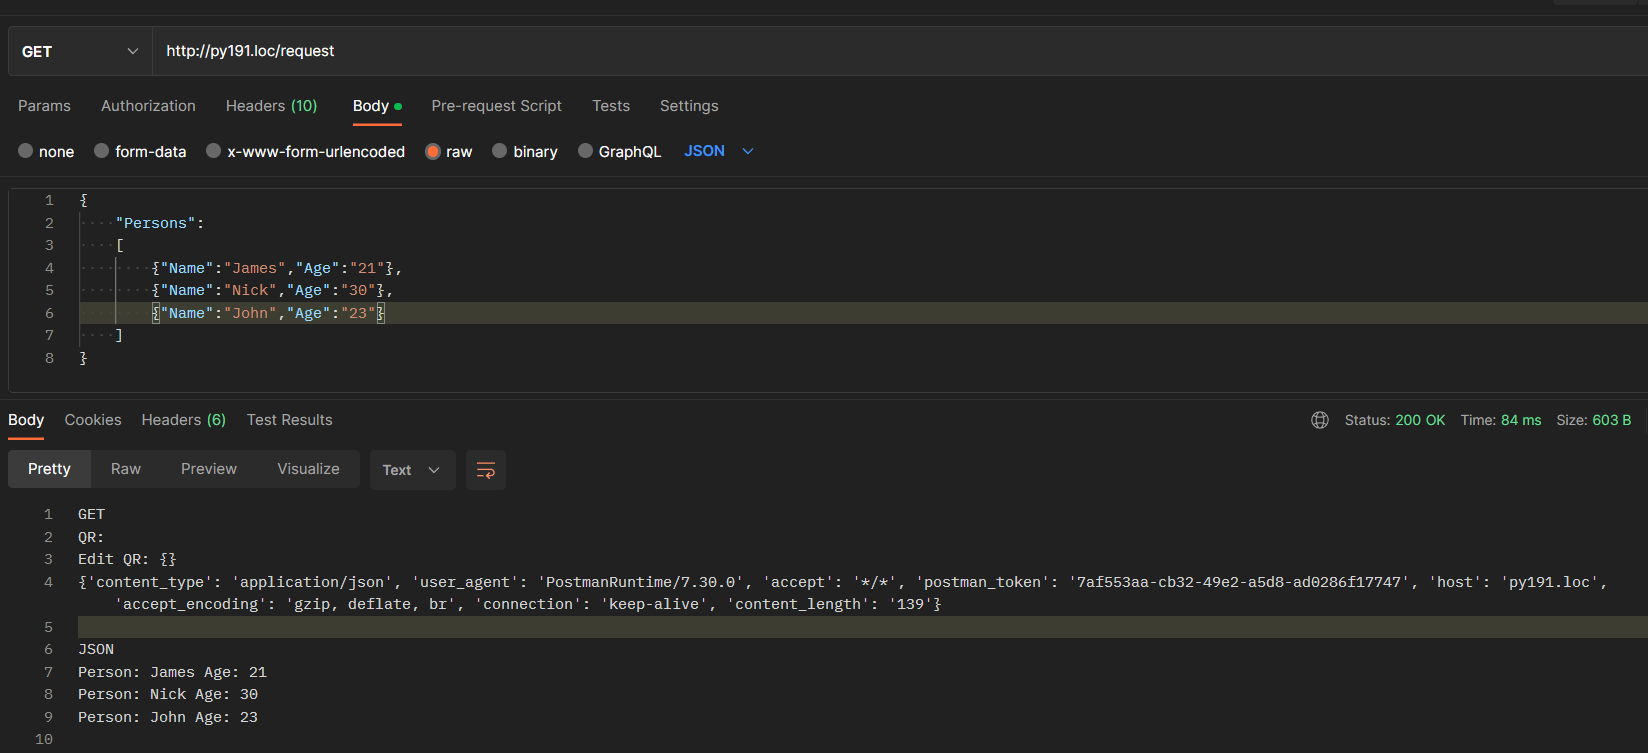 GET http://py191.loc/request
Params Authorization Headers (10) Body Pre-request Script Tests Settings
none form-data x-www-form-urlencoded raw binary GraphQL JSON
1 {
2 "Persons":
3 [
4 {"Name":"James","Age":"21"},
5 {"Name":"Nick","Age":"30"},
6 {"Name":"John","Age":"23"}
7 ]
8 }
Body Cookies Headers (6) Test Results Status: 200 OK Time: 84 ms Size: 603 B
Pretty Raw Preview Visualize Text
1 GET
2 QR:
3 Edit QR: {}
4 {'content_type': 'application/json', 'user_agent': 'PostmanRuntime/7.30.0', 'accept': '*/*', 'postman_token': '7af553aa-cb32-49e2-a5d8-ad0286f17747', 'host': 'py191.loc',
'accept_encoding': 'gzip, deflate, br', 'connection': 'keep-alive', 'content_length': '139'}
5
6 JSON
7 Person: James Age: 21
8 Person: Nick Age: 30
9 Person: John Age: 23
10